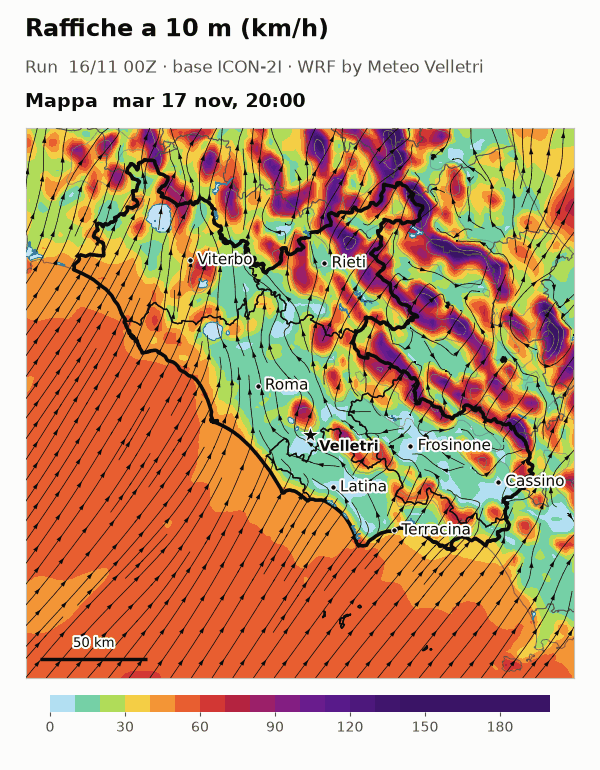 Raffiche a 10 m (km/h)
Run  16/11 00Z · base ICON-2I · WRF by Meteo Velletri
Mappa  mar 17 nov, 20:00
Viterbo
Rieti
Roma
Velletri
Frosinone
Cassino
Latina
Terracina
50 km
0 30 60 90 120 150 180